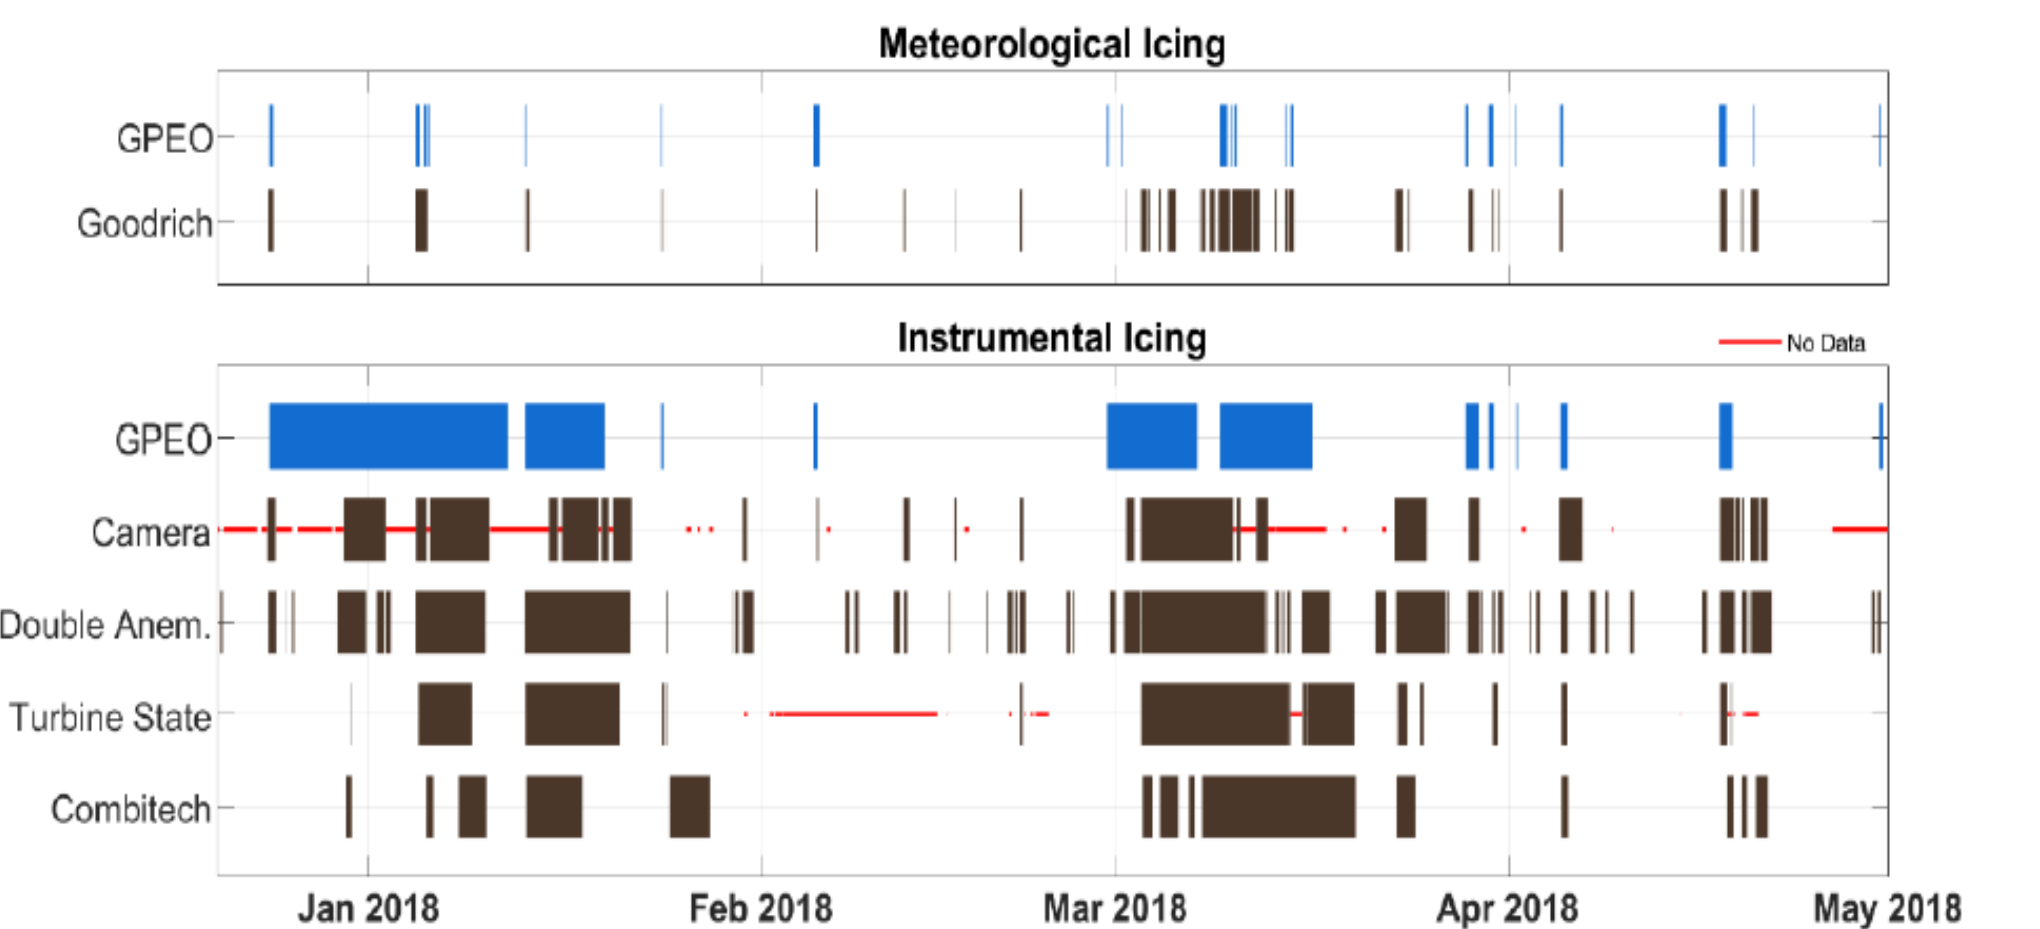 Meteorological Icing
GPEO
Goodrich
Instrumental Icing
No Data
GPEO
Camera
Double Anem.
Turbine State
Combitech
Jan 2018 Feb 2018 Mar 2018 Apr 2018 May 2018